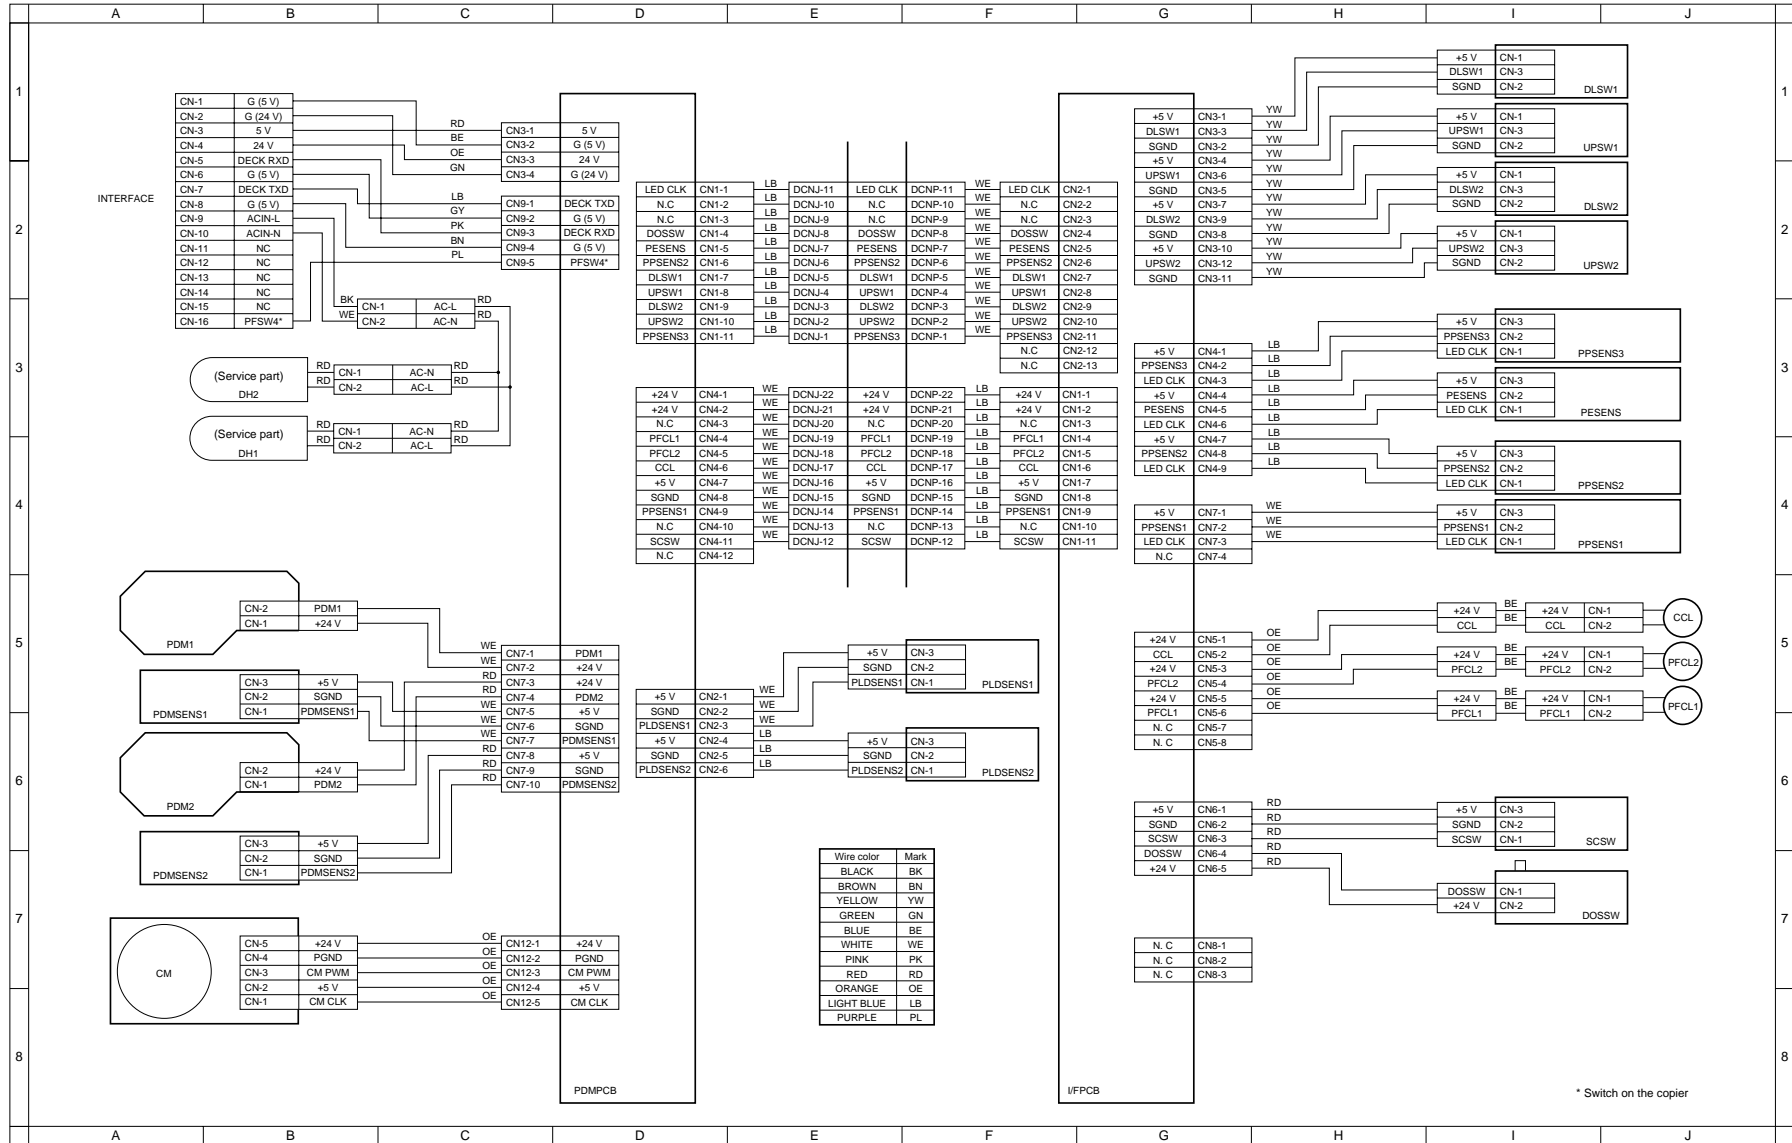 A B C D E F G H I J
1 2 3 4 5 6 7 8
INTERFACE
CN-1 G (5 V)
CN-2 G (24 V)
CN-3 5 V
CN-4 24 V
CN-5 DECK RXD
CN-6 G (5 V)
CN-7 DECK TXD
CN-8 G (5 V)
CN-9 ACIN-L
CN-10 ACIN-N
CN-11 NC
CN-12 NC
CN-13 NC
CN-14 NC
CN-15 NC
CN-16 PFSW4*
RD CN3-1 5 V
BE CN3-2 G (5 V)
OE CN3-3 24 V
GN CN3-4 G (24 V)
LB CN9-1 DECK TXD
GY CN9-2 G (5 V)
PK CN9-3 DECK RXD
BN CN9-4 G (5 V)
PL CN9-5 PFSW4*
BK CN-1 AC-L RD
WE CN-2 AC-N RD
(Service part)
DH2
RD CN-1 AC-N RD
RD CN-2 AC-L RD
(Service part)
DH1
RD CN-1 AC-N RD
RD CN-2 AC-L RD
LED CLK CN1-1 LB DCNJ-11 LED CLK DCNP-11 WE LED CLK CN2-1
N.C CN1-2 LB DCNJ-10 N.C DCNP-10 WE N.C CN2-2
N.C CN1-3 LB DCNJ-9 N.C DCNP-9 WE N.C CN2-3
DOSSW CN1-4 LB DCNJ-8 DOSSW DCNP-8 WE DOSSW CN2-4
PESENS CN1-5 LB DCNJ-7 PESENS DCNP-7 WE PESENS CN2-5
PPSENS2 CN1-6 LB DCNJ-6 PPSENS2 DCNP-6 WE PPSENS2 CN2-6
DLSW1 CN1-7 LB DCNJ-5 DLSW1 DCNP-5 WE DLSW1 CN2-7
UPSW1 CN1-8 LB DCNJ-4 UPSW1 DCNP-4 WE UPSW1 CN2-8
DLSW2 CN1-9 LB DCNJ-3 DLSW2 DCNP-3 WE DLSW2 CN2-9
UPSW2 CN1-10 LB DCNJ-2 UPSW2 DCNP-2 WE UPSW2 CN2-10
PPSENS3 CN1-11 LB DCNJ-1 PPSENS3 DCNP-1 WE PPSENS3 CN2-11
N.C CN2-12
N.C CN2-13
+24 V CN4-1 WE DCNJ-22 +24 V DCNP-22 LB +24 V CN1-1
+24 V CN4-2 WE DCNJ-21 +24 V DCNP-21 LB +24 V CN1-2
N.C CN4-3 WE DCNJ-20 N.C DCNP-20 LB N.C CN1-3
PFCL1 CN4-4 WE DCNJ-19 PFCL1 DCNP-19 LB PFCL1 CN1-4
PFCL2 CN4-5 WE DCNJ-18 PFCL2 DCNP-18 LB PFCL2 CN1-5
CCL CN4-6 WE DCNJ-17 CCL DCNP-17 LB CCL CN1-6
+5 V CN4-7 WE DCNJ-16 +5 V DCNP-16 LB +5 V CN1-7
SGND CN4-8 WE DCNJ-15 SGND DCNP-15 LB SGND CN1-8
PPSENS1 CN4-9 WE DCNJ-14 PPSENS1 DCNP-14 LB PPSENS1 CN1-9
N.C CN4-10 WE DCNJ-13 N.C DCNP-13 LB N.C CN1-10
SCSW CN4-11 WE DCNJ-12 SCSW DCNP-12 LB SCSW CN1-11
N.C CN4-12
+5 V CN3-1 YW
DLSW1 CN3-3 YW
SGND CN3-2 YW
+5 V CN3-4 YW
UPSW1 CN3-6 YW
SGND CN3-5 YW
+5 V CN3-7 YW
DLSW2 CN3-9 YW
SGND CN3-8 YW
+5 V CN3-10 YW
UPSW2 CN3-12 YW
SGND CN3-11 YW
+5 V CN-1
DLSW1 CN-3
SGND CN-2
DLSW1
+5 V CN-1
UPSW1 CN-3
SGND CN-2
UPSW1
+5 V CN-1
DLSW2 CN-3
SGND CN-2
DLSW2
+5 V CN-1
UPSW2 CN-3
SGND CN-2
UPSW2
+5 V CN4-1 LB
PPSENS3 CN4-2 LB
LED CLK CN4-3 LB
+5 V CN4-4 LB
PESENS CN4-5 LB
LED CLK CN4-6 LB
+5 V CN4-7 LB
PPSENS2 CN4-8 LB
LED CLK CN4-9 LB
+5 V CN-3
PPSENS3 CN-2
LED CLK CN-1
PPSENS3
+5 V CN-3
PESENS CN-2
LED CLK CN-1
PESENS
+5 V CN-3
PPSENS2 CN-2
LED CLK CN-1
PPSENS2
+5 V CN7-1 WE +5 V CN-3
PPSENS1 CN7-2 WE PPSENS1 CN-2
LED CLK CN7-3 WE LED CLK CN-1
N.C CN7-4
PPSENS1
CN-2 PDM1
CN-1 +24 V
PDM1
CN-3 +5 V
CN-2 SGND
CN-1 PDMSENS1
PDMSENS1
CN-2 +24 V
CN-1 PDM2
PDM2
CN-3 +5 V
CN-2 SGND
CN-1 PDMSENS2
PDMSENS2
WE CN7-1 PDM1
WE CN7-2 +24 V
RD CN7-3 +24 V
RD CN7-4 PDM2
WE CN7-5 +5 V
WE CN7-6 SGND
WE CN7-7 PDMSENS1
RD CN7-8 +5 V
RD CN7-9 SGND
RD CN7-10 PDMSENS2
+5 V CN2-1 WE
SGND CN2-2 WE
PLDSENS1 CN2-3 WE
+5 V CN2-4 LB
SGND CN2-5 LB
PLDSENS2 CN2-6 LB
+5 V CN-3
SGND CN-2
PLDSENS1 CN-1
PLDSENS1
+5 V CN-3
SGND CN-2
PLDSENS2 CN-1
PLDSENS2
+24 V CN5-1 OE
CCL CN5-2 OE
+24 V CN5-3 OE
PFCL2 CN5-4 OE
+24 V CN5-5 OE
PFCL1 CN5-6 OE
N. C CN5-7
N. C CN5-8
+24 V BE +24 V CN-1
CCL BE CCL CN-2
CCL
+24 V BE +24 V CN-1
PFCL2 BE PFCL2 CN-2
PFCL2
+24 V BE +24 V CN-1
PFCL1 BE PFCL1 CN-2
PFCL1
+5 V CN6-1 RD
SGND CN6-2 RD
SCSW CN6-3 RD
DOSSW CN6-4 RD
+24 V CN6-5 RD
+5 V CN-3
SGND CN-2
SCSW CN-1
SCSW
DOSSW CN-1
+24 V CN-2
DOSSW
N. C CN8-1
N. C CN8-2
N. C CN8-3
CM
CN-5 +24 V OE CN12-1 +24 V
CN-4 PGND OE CN12-2 PGND
CN-3 CM PWM OE CN12-3 CM PWM
CN-2 +5 V OE CN12-4 +5 V
CN-1 CM CLK OE CN12-5 CM CLK
Wire color Mark
BLACK BK
BROWN BN
YELLOW YW
GREEN GN
BLUE BE
WHITE WE
PINK PK
RED RD
ORANGE OE
LIGHT BLUE LB
PURPLE PL
PDMPCB
I/FPCB
* Switch on the copier
1 2 3 4 5 6 7 8
A B C D E F G H I J